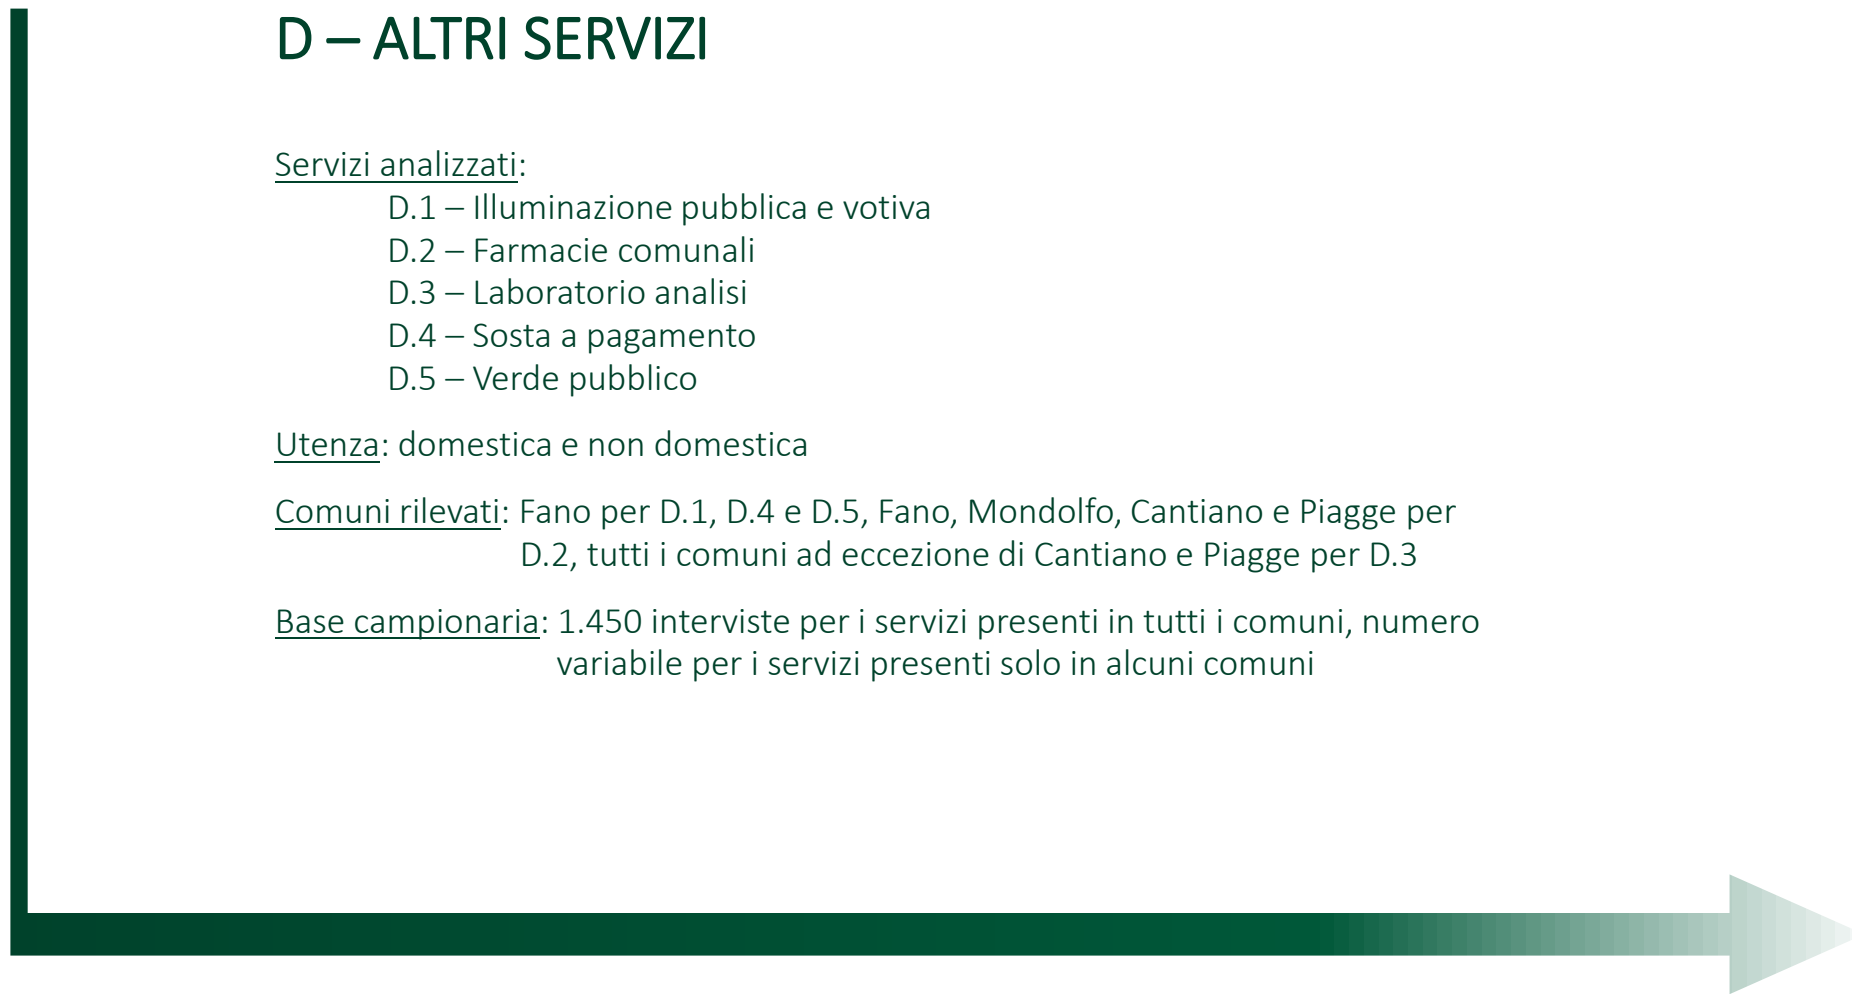 D – ALTRI SERVIZI
Servizi analizzati:
D.1 – Illuminazione pubblica e votiva
D.2 – Farmacie comunali
D.3 – Laboratorio analisi
D.4 – Sosta a pagamento
D.5 – Verde pubblico
Utenza: domestica e non domestica
Comuni rilevati: Fano per D.1, D.4 e D.5, Fano, Mondolfo, Cantiano e Piagge per
D.2, tutti i comuni ad eccezione di Cantiano e Piagge per D.3
Base campionaria: 1.450 interviste per i servizi presenti in tutti i comuni, numero
variabile per i servizi presenti solo in alcuni comuni